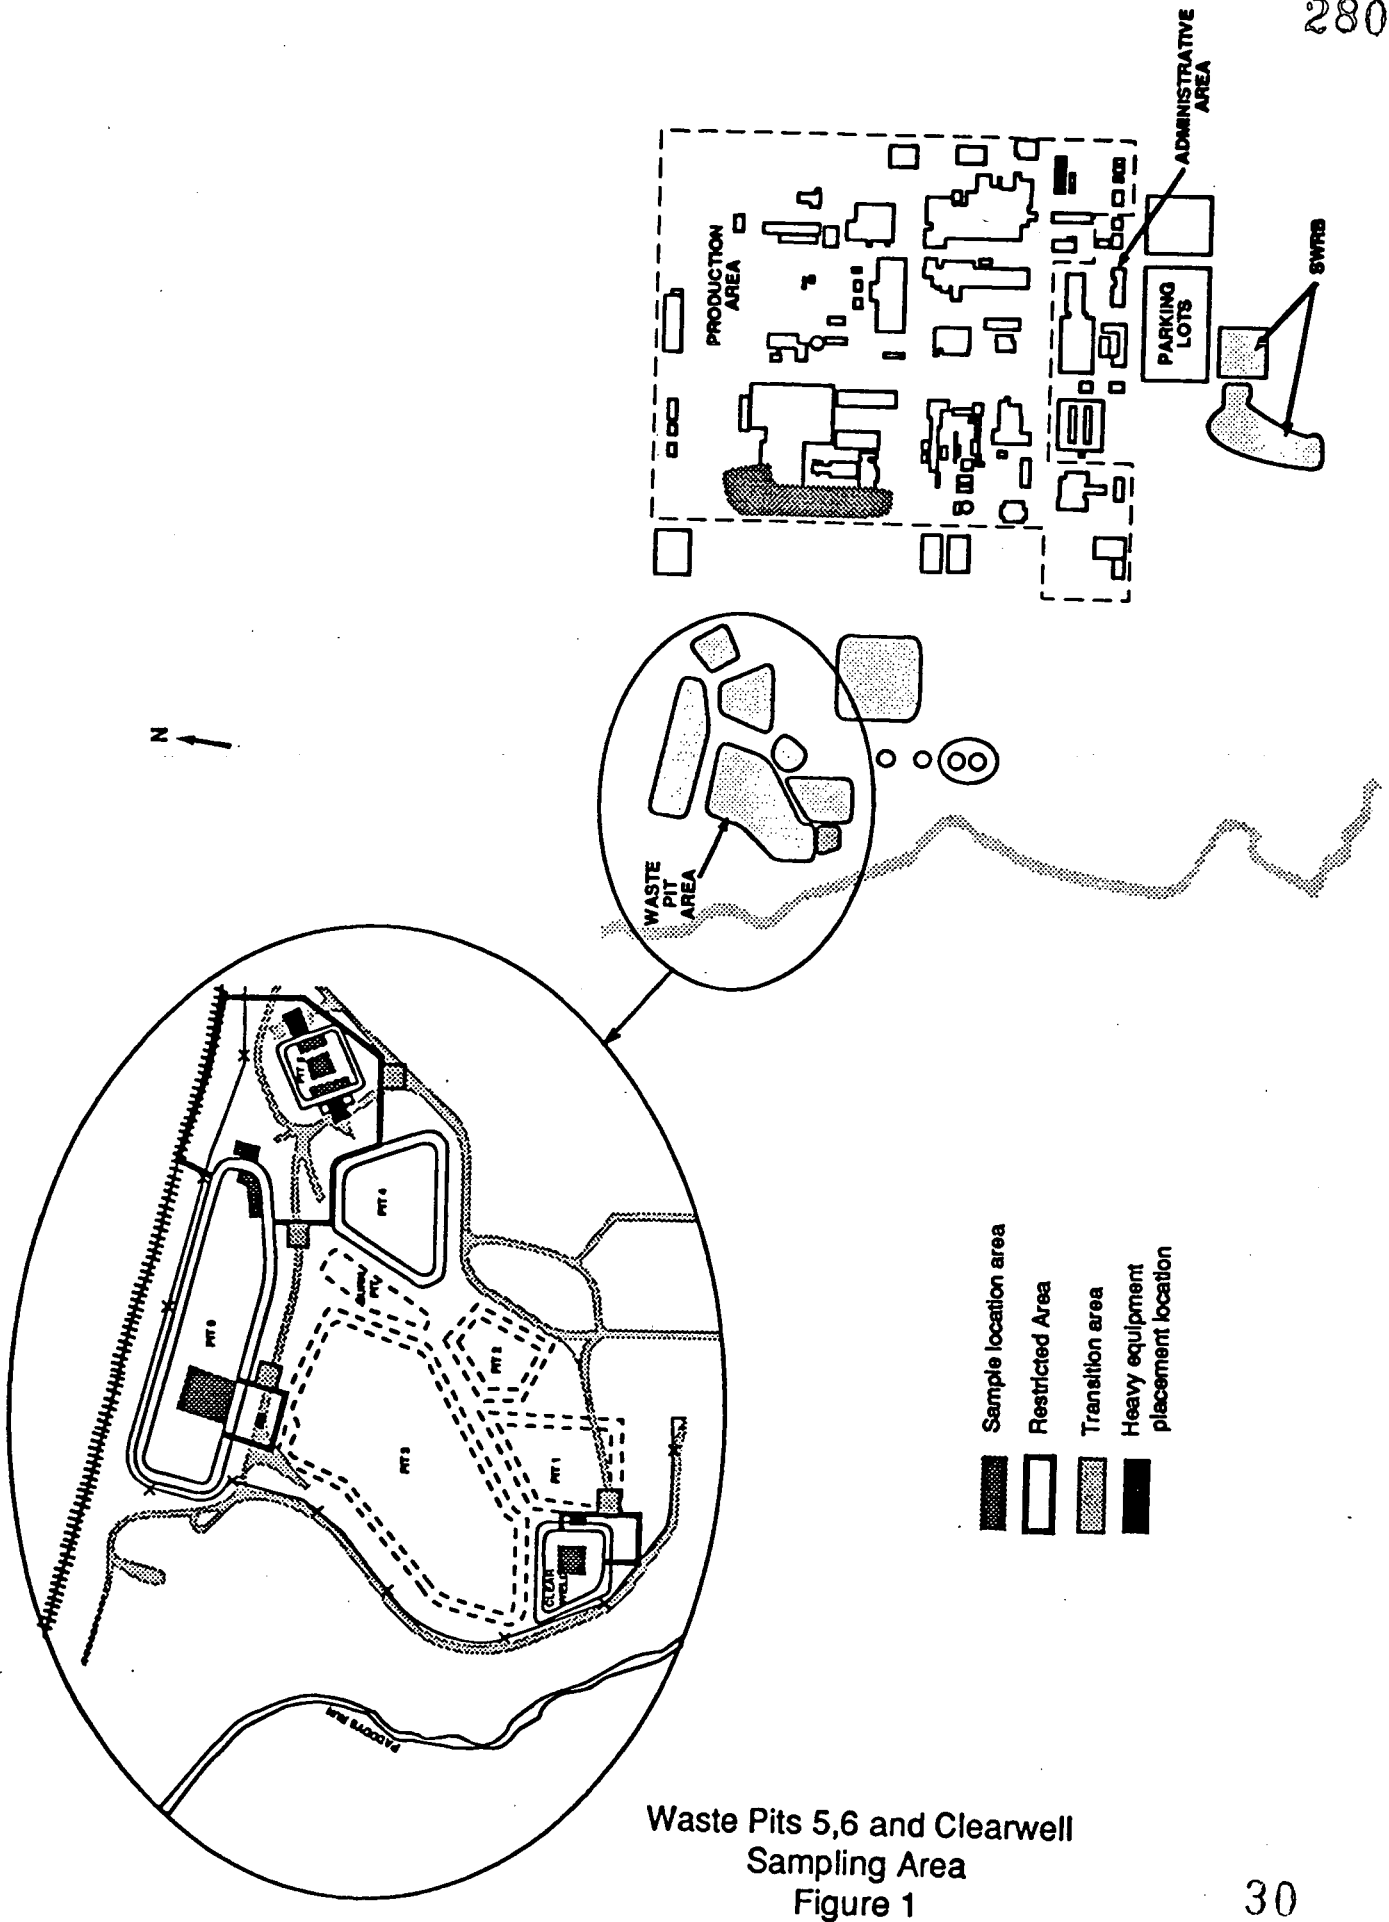 280
ADMINISTRATIVE
AREA
PRODUCTION
AREA
PARKING
LOTS
SWRB
N
WASTE
PIT
AREA
PIT
PIT 4
BURN
PIT
PIT 2
PIT 3
PIT 1
CLEAR
WELL
PADDYS RUN
Sample location area
Restricted Area
Transition area
Heavy equipment
placement location
Waste Pits 5,6 and Clearwell
Sampling Area
Figure 1
30